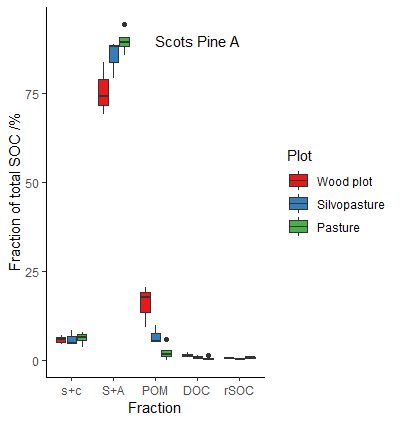 Scots Pine A
Fraction of total SOC /%
75
50
25
0
s+c S+A POM DOC rSOC
Fraction
Plot
Wood plot
Silvopasture
Pasture